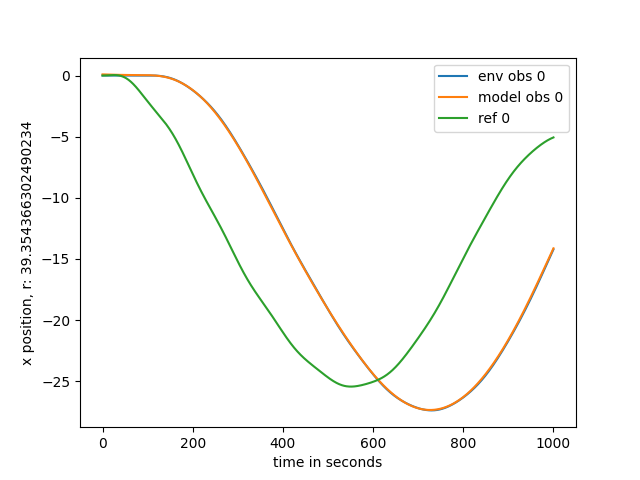 env obs 0
model obs 0
ref 0
0
−5
−10
−15
−20
−25
x position, r: 39.354366302490234
0
200
400
600
800
1000
time in seconds